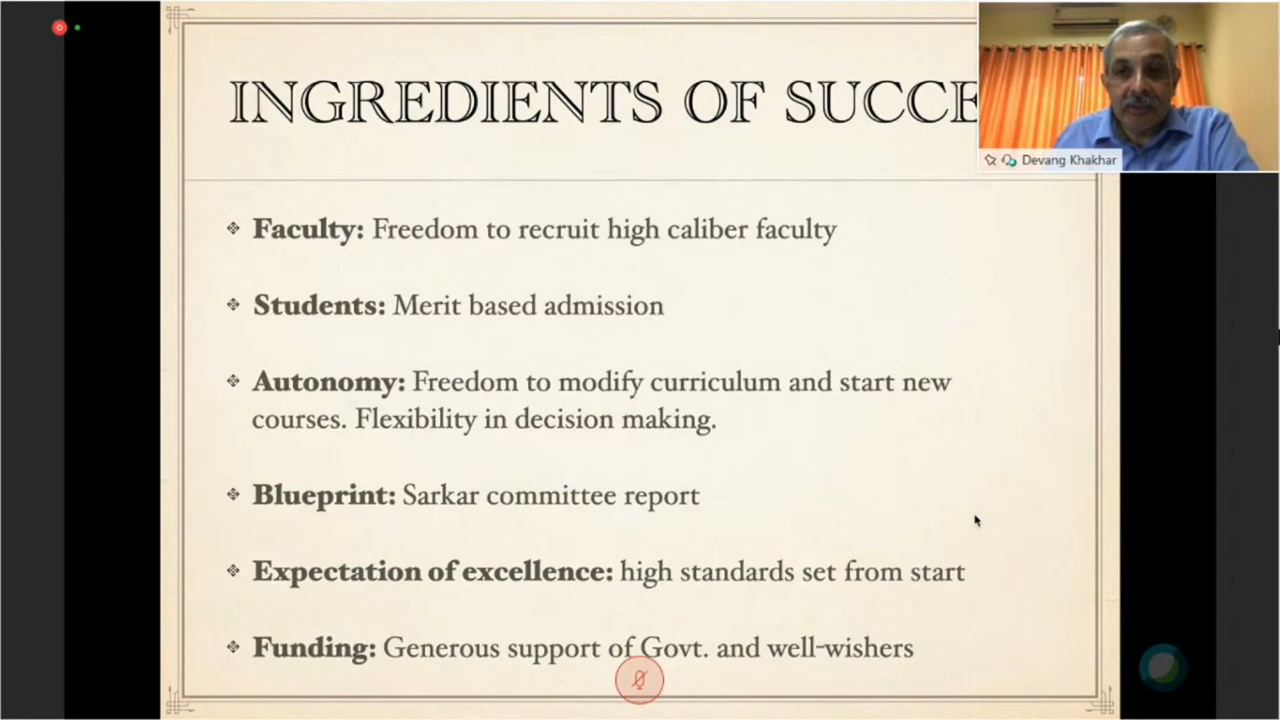 INGREDIENTS OF SUCCE
Devang Khakhar
Faculty: Freedom to recruit high caliber faculty
Students: Merit based admission
Autonomy: Freedom to modify curriculum and start new
courses. Flexibility in decision making.
Blueprint: Sarkar committee report
Expectation of excellence: high standards set from start
Funding: Generous support of Govt. and well-wishers